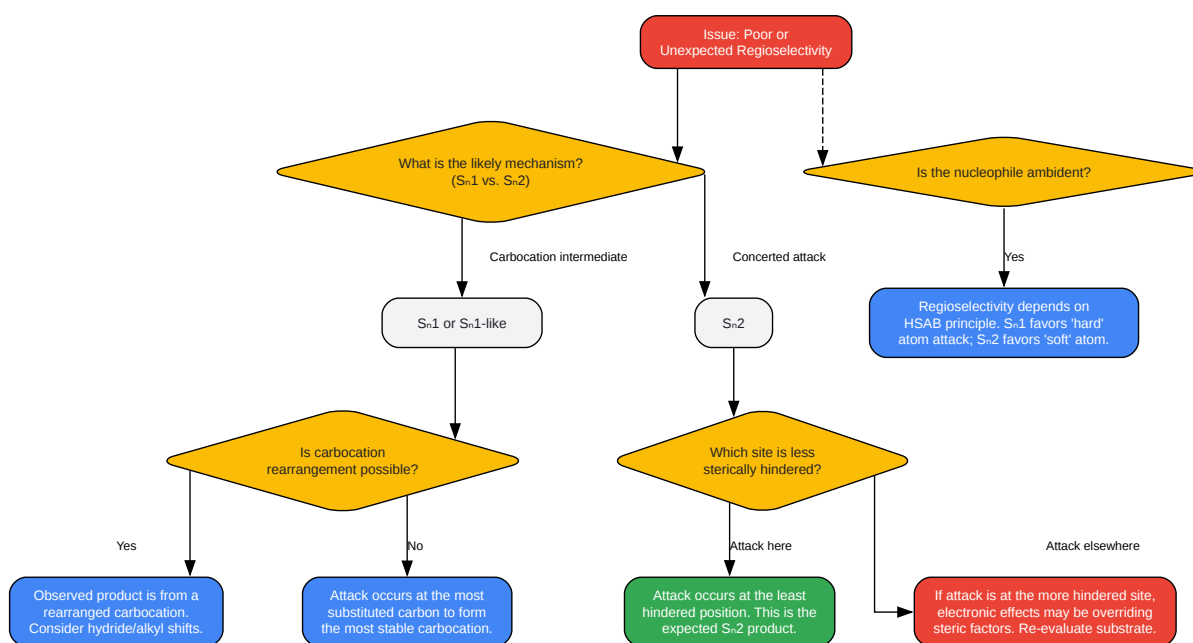 Issue: Poor or
Unexpected Regioselectivity
What is the likely mechanism?
(Sₙ1 vs. Sₙ2)
Is the nucleophile ambident?
Carbocation intermediate
Concerted attack
Yes
Sₙ1 or Sₙ1-like
Sₙ2
Regioselectivity depends on
HSAB principle. Sₙ1 favors 'hard'
atom attack; Sₙ2 favors 'soft' atom.
Is carbocation
rearrangement possible?
Which site is less
sterically hindered?
Yes
No
Attack here
Attack elsewhere
Observed product is from a
rearranged carbocation.
Consider hydride/alkyl shifts.
Attack occurs at the most
substituted carbon to form
the most stable carbocation.
Attack occurs at the least
hindered position. This is the
expected Sₙ2 product.
If attack is at the more hindered site,
electronic effects may be overriding
steric factors. Re-evaluate substrate.